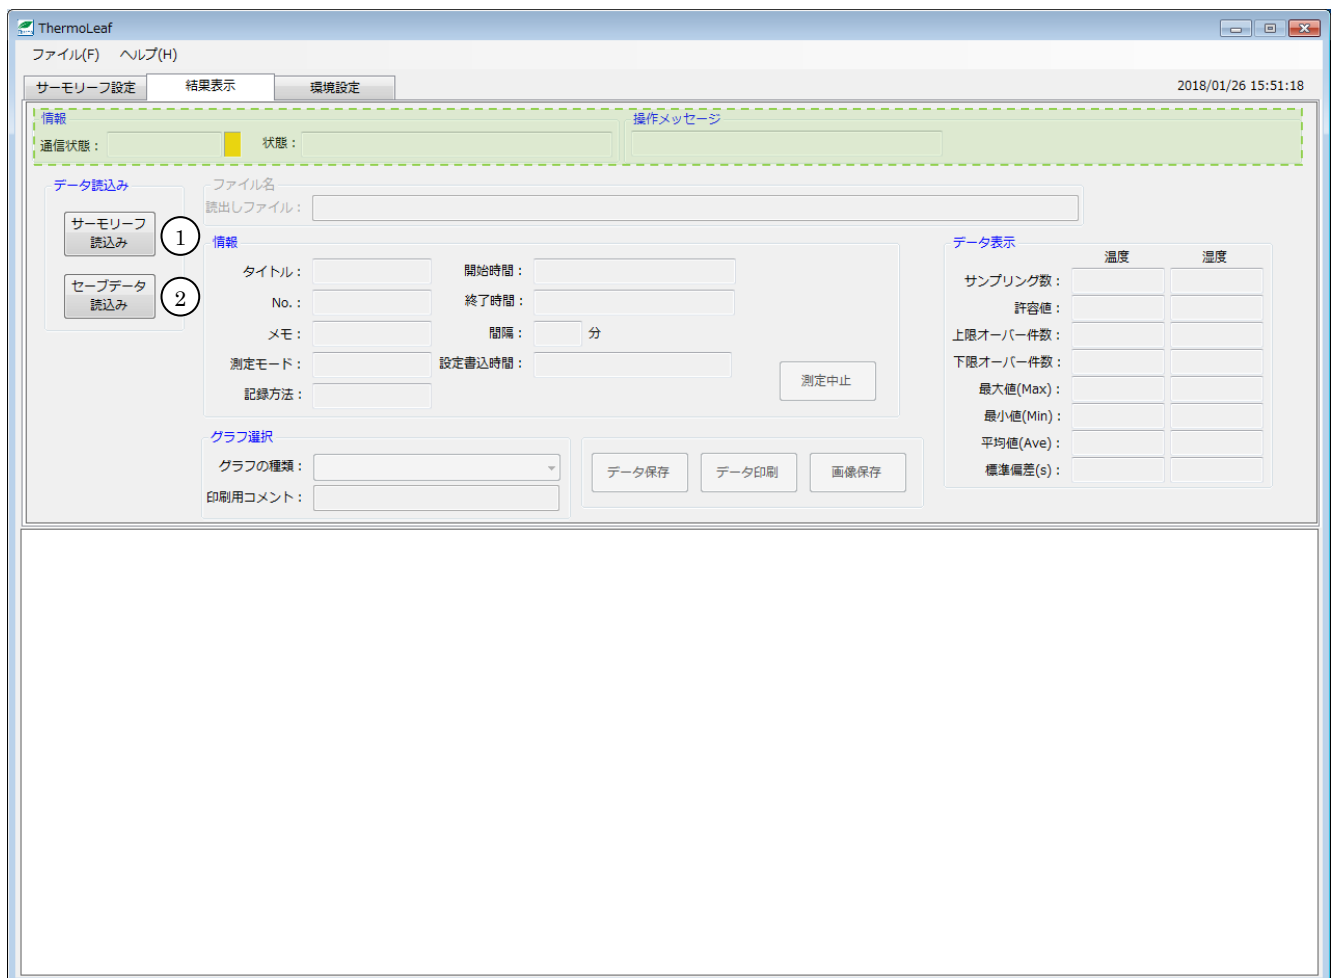 ThermoLeaf
ファイル(F) ヘルプ(H)
サーモリーフ設定 結果表示 環境設定 2018/01/26 15:51:18
情報 操作メッセージ
通信状態： 状態：
データ読込み
サーモリーフ
読込み
1
セーブデータ
読込み
2
ファイル名
読出しファイル：
情報
タイトル： 開始時間：
No.： 終了時間：
メモ： 間隔： 分
測定モード： 設定書込時間：
記録方法：
測定中止
データ表示
温度 湿度
サンプリング数：
許容値：
上限オーバー件数：
下限オーバー件数：
最大値(Max)：
最小値(Min)：
平均値(Ave)：
標準偏差(s)：
グラフ選択
グラフの種類：
印刷用コメント：
データ保存 データ印刷 画像保存